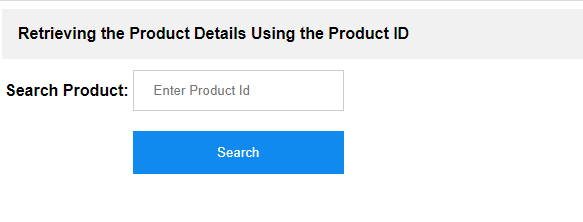 Retrieving the Product Details Using the Product ID
Search Product: Enter Product Id
Search